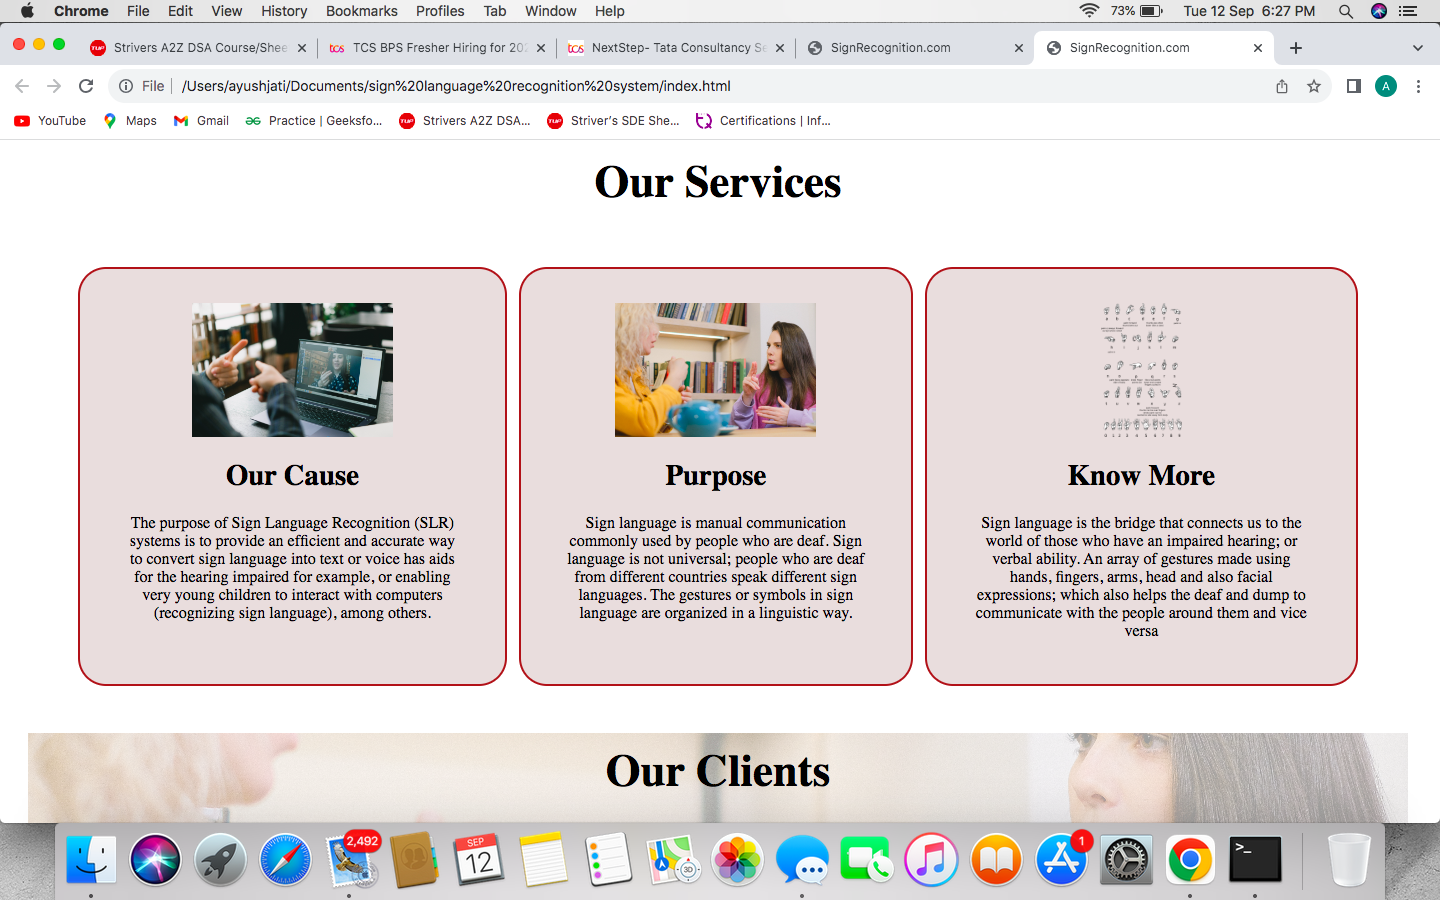 Chrome File Edit View History Bookmarks Profiles Tab Window Help 73% Tue 12 Sep 6:27 PM
Strivers A2Z DSA Course/Shee TCS BPS Fresher Hiring for 202 NextStep- Tata Consultancy Se SignRecognition.com SignRecognition.com
File /Users/ayushjati/Documents/sign%20language%20recognition%20system/index.html A
YouTube Maps Gmail Practice | Geeksfo... Strivers A2Z DSA... Striver's SDE She... Certifications | Inf...
Our Services
Our Cause
The purpose of Sign Language Recognition (SLR)
systems is to provide an efficient and accurate way
to convert sign language into text or voice has aids
for the hearing impaired for example, or enabling
very young children to interact with computers
(recognizing sign language), among others.
Purpose
Sign language is manual communication
commonly used by people who are deaf. Sign
language is not universal; people who are deaf
from different countries speak different sign
languages. The gestures or symbols in sign
language are organized in a linguistic way.
Know More
Sign language is the bridge that connects us to the
world of those who have an impaired hearing; or
verbal ability. An array of gestures made using
hands, fingers, arms, head and also facial
expressions; which also helps the deaf and dump to
communicate with the people around them and vice
versa
Our Clients
2,492
SEP
12
3D
1
>_